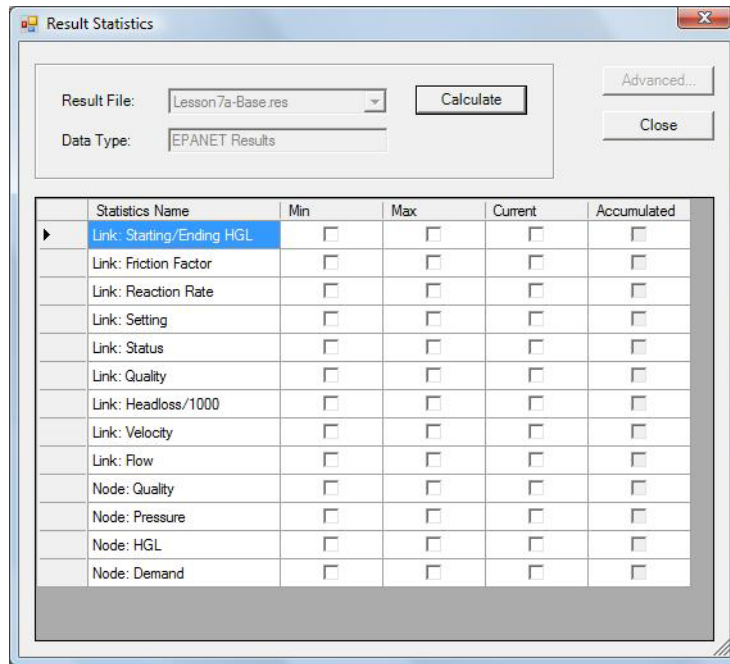 Result Statistics
Result File: Lesson7a-Base.res Calculate Advanced...
Data Type: EPANET Results Close
Statistics Name Min Max Current Accumulated
Link: Starting/Ending HGL
Link: Friction Factor
Link: Reaction Rate
Link: Setting
Link: Status
Link: Quality
Link: Headloss/1000
Link: Velocity
Link: Flow
Node: Quality
Node: Pressure
Node: HGL
Node: Demand